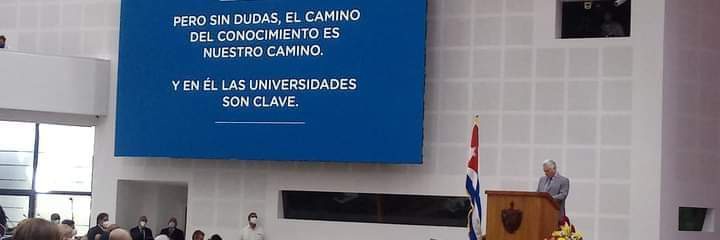 PERO SIN DUDAS, EL CAMINO
DEL CONOCIMIENTO ES
NUESTRO CAMINO.
Y EN ÉL LAS UNIVERSIDADES
SON CLAVE.